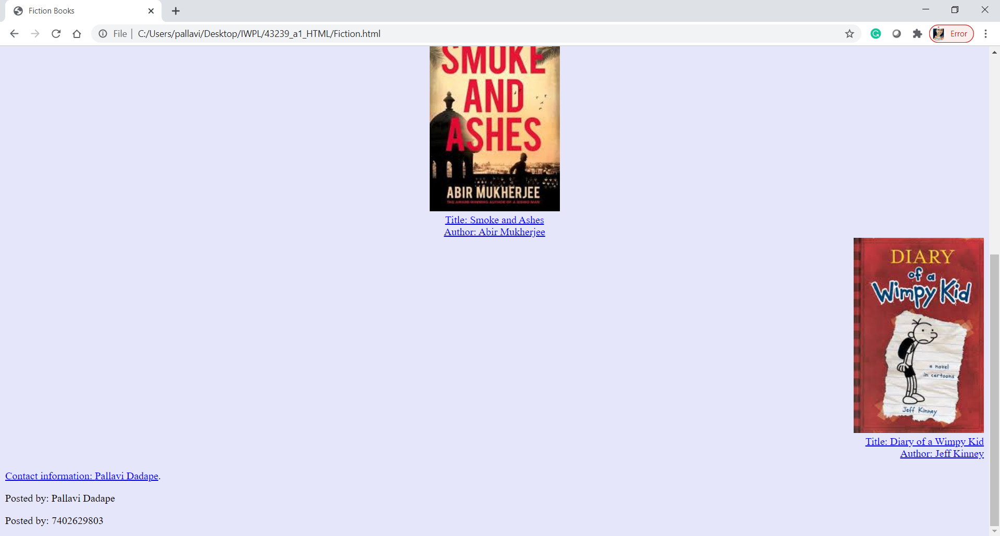 Fiction Books
File
C:/Users/pallavi/Desktop/IWPL/43239_a1_HTML/Fiction.html
Error
SMOKE
AND
ASHES
ABIR MUKHERJEE
THE AWARD-WINNING AUTHOR OF A RISING MAN
Title: Smoke and Ashes
Author: Abir Mukherjee
DIARY
of a
Wimpy Kid
a novel
in cartoons
Jeff Kinney
Title: Diary of a Wimpy Kid
Author: Jeff Kinney
Contact information: Pallavi Dadape.
Posted by: Pallavi Dadape
Posted by: 7402629803